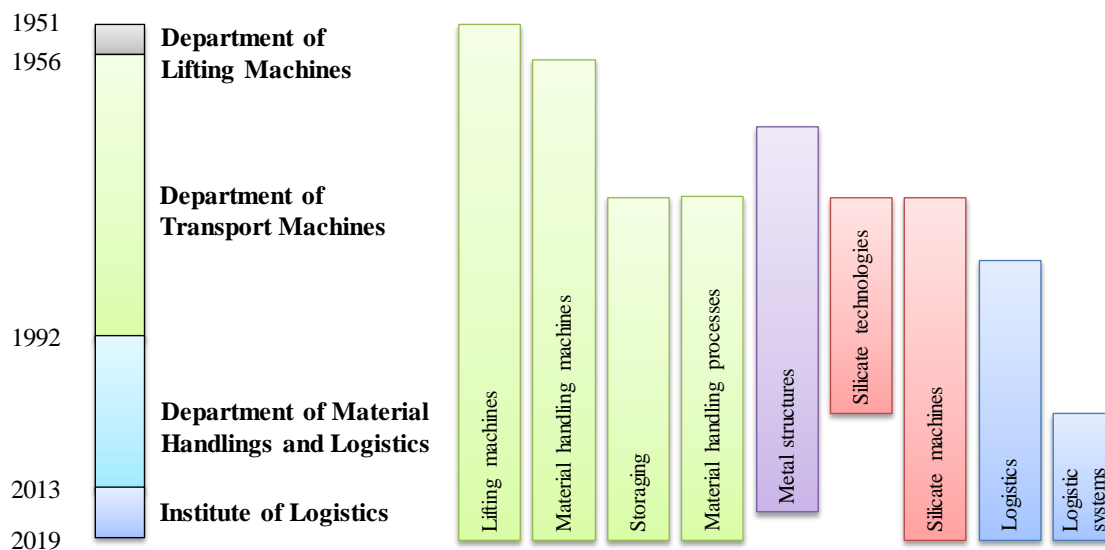 1951
Department of
Lifting Machines
1956
Department of
Transport Machines
1992
Department of Material
Handlings and Logistics
2013
Institute of Logistics
2019
Lifting machines
Material handling machines
Storaging
Material handling processes
Metal structures
Silicate technologies
Silicate machines
Logistics
Logistic
systems